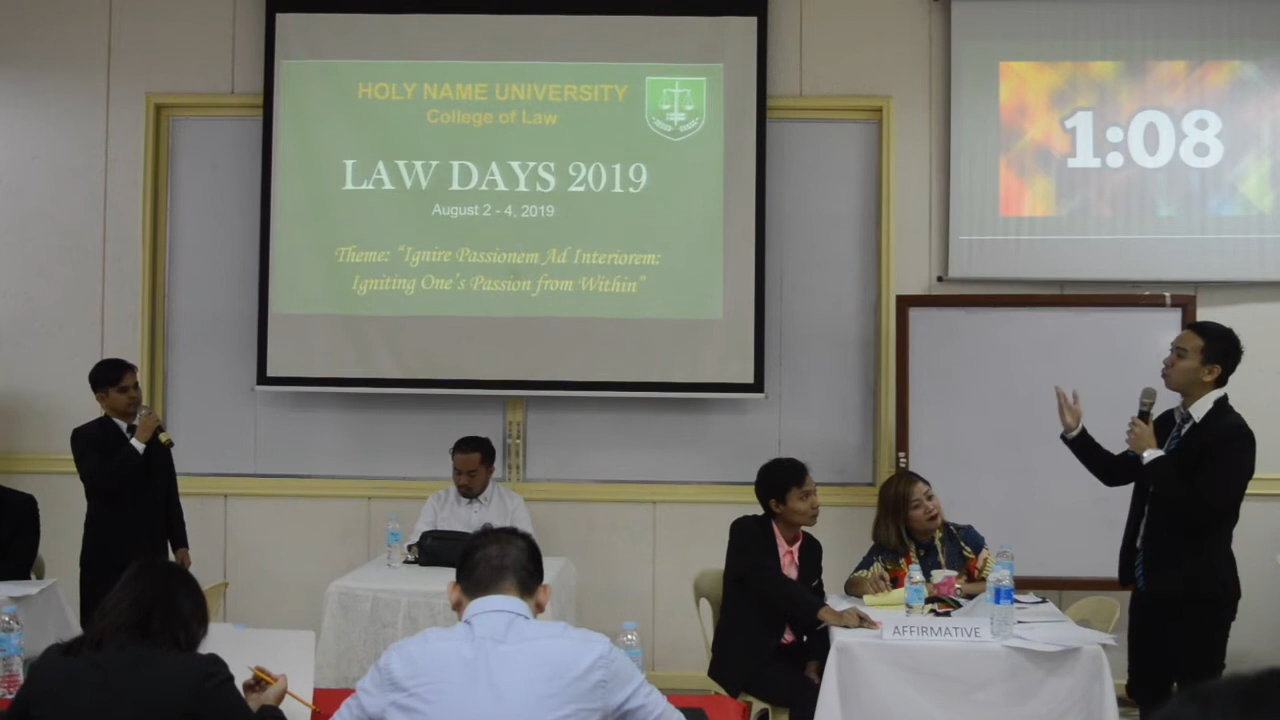 HOLY NAME UNIVERSITY
College of Law
LAW DAYS 2019
August 2 - 4, 2019
Theme: "Ignire Passionem Ad Interiorem:
Igniting One's Passion from Within"
1:08
AFFIRMATIVE